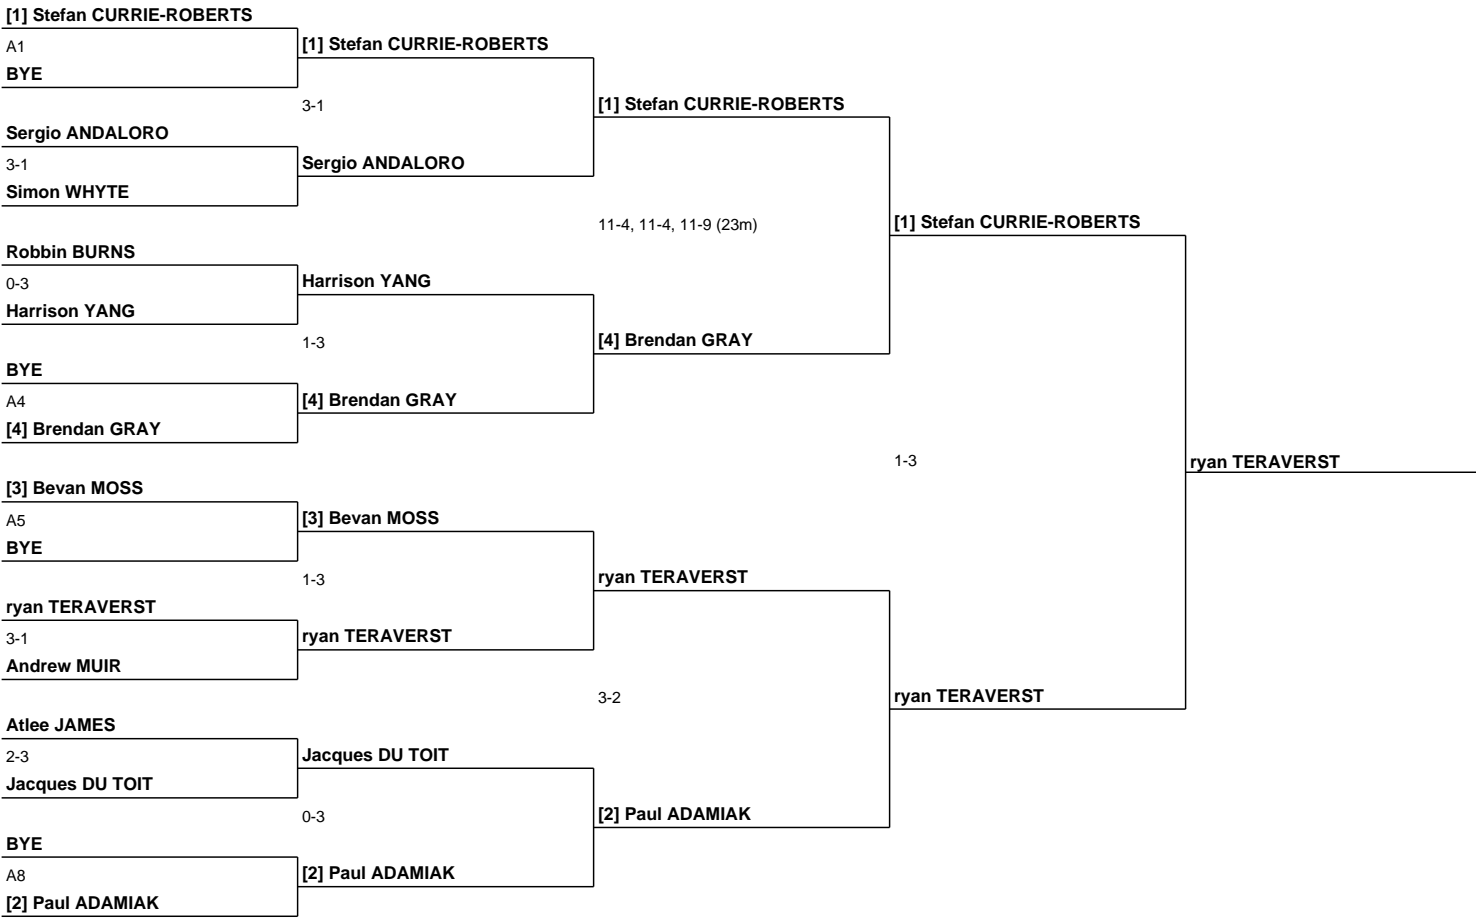 [1] Stefan CURRIE-ROBERTS
A1
BYE
Sergio ANDALORO
3-1
Simon WHYTE
Robbin BURNS
0-3
Harrison YANG
BYE
A4
[4] Brendan GRAY
[3] Bevan MOSS
A5
BYE
ryan TERAVERST
3-1
Andrew MUIR
Atlee JAMES
2-3
Jacques DU TOIT
BYE
A8
[2] Paul ADAMIAK
[1] Stefan CURRIE-ROBERTS
3-1
Sergio ANDALORO
Harrison YANG
1-3
[4] Brendan GRAY
[3] Bevan MOSS
1-3
ryan TERAVERST
Jacques DU TOIT
0-3
[2] Paul ADAMIAK
[1] Stefan CURRIE-ROBERTS
11-4, 11-4, 11-9 (23m)
[4] Brendan GRAY
ryan TERAVERST
3-2
[2] Paul ADAMIAK
[1] Stefan CURRIE-ROBERTS
1-3
ryan TERAVERST
ryan TERAVERST